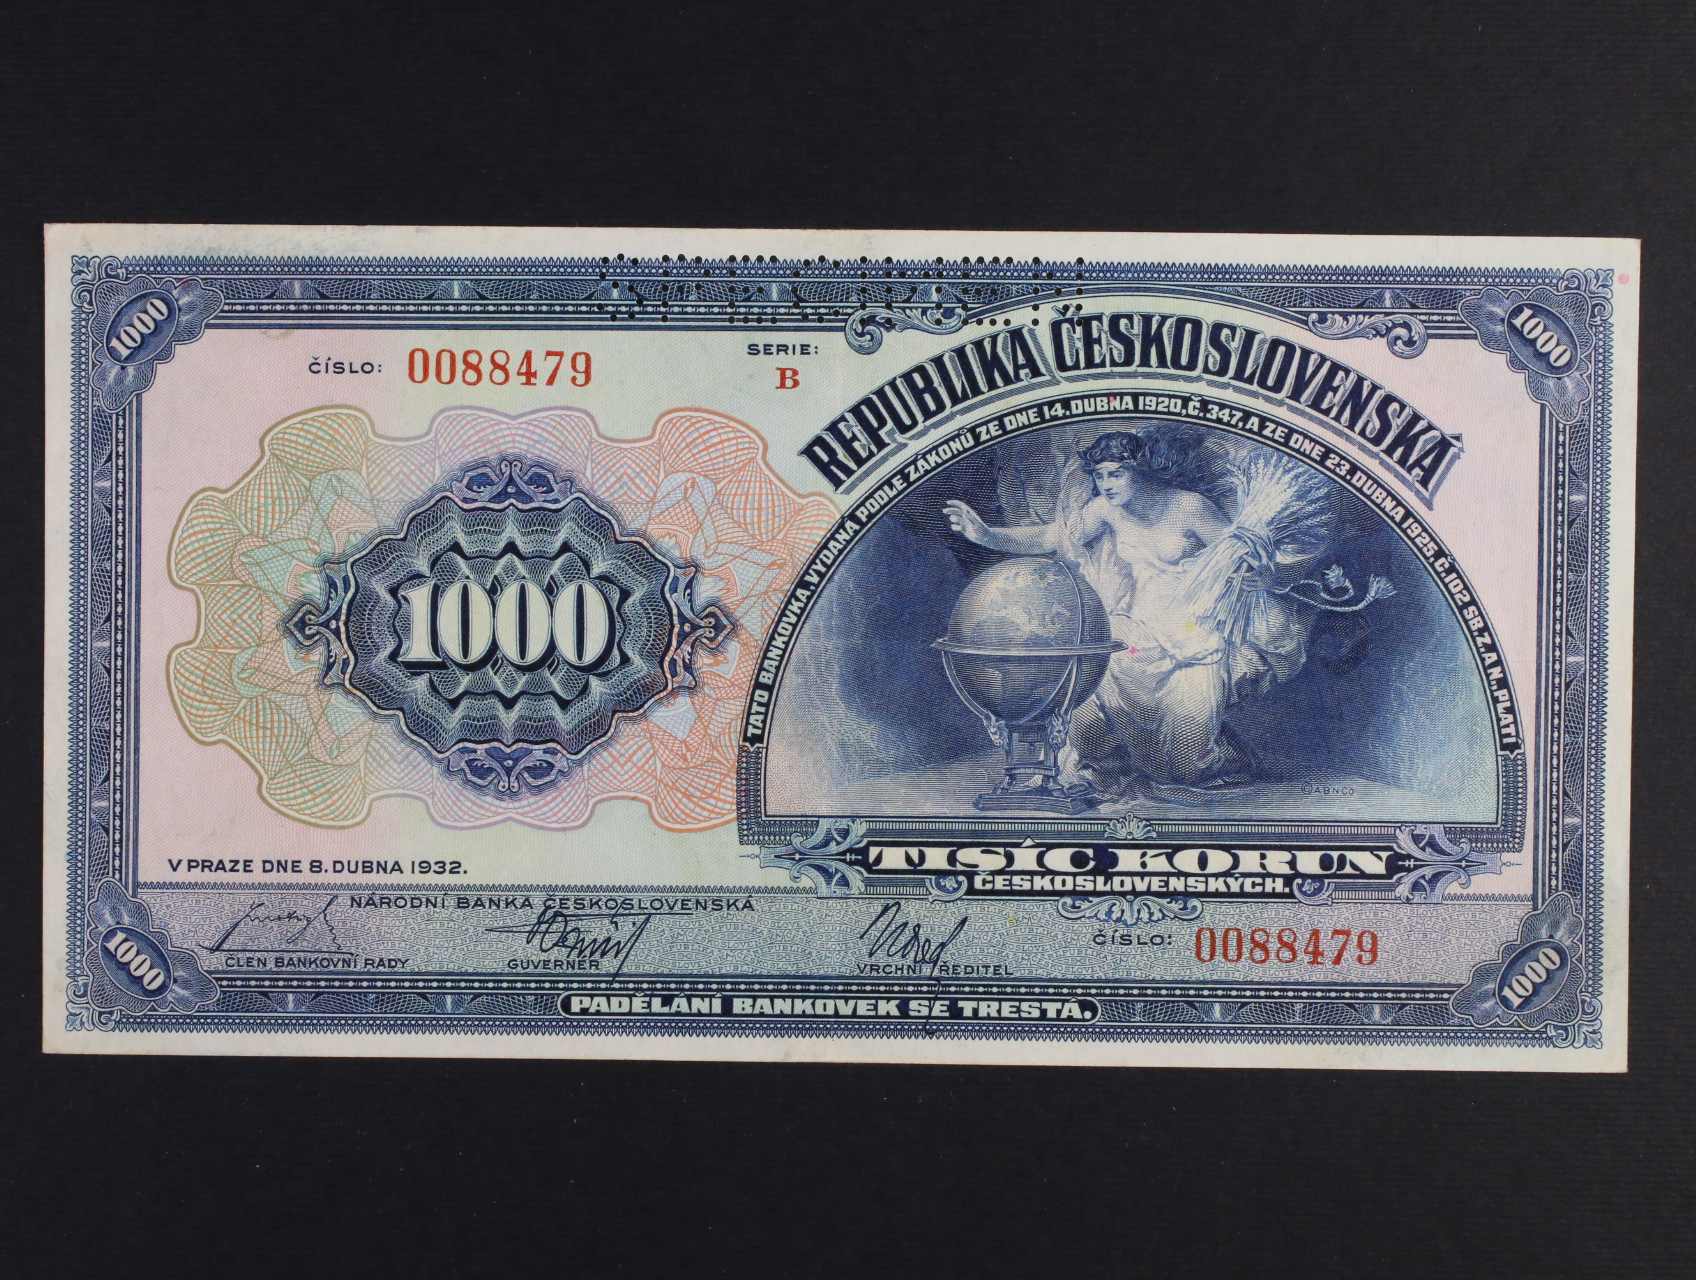 1000
1000
ČÍSLO: 0088479
SERIE:
B
REPUBLIKA ČESKOSLOVENSKÁ
TATO BANKOVKA, VYDANÁ PODLE ZÁKONŮ ZE DNE 14. DUBNA 1920, Č. 347, A ZE DNE 23. DUBNA 1925, Č. 102 SB. Z. A N., PLATÍ
1000
© A B N CO
TISÍC KORUN
ČESKOSLOVENSKÝCH.
V PRAZE DNE 8. DUBNA 1932.
NÁRODNÍ BANKA ČESKOSLOVENSKÁ
ČLEN BANKOVNÍ RADY
GUVERNÉR
VRCHNÍ ŘEDITEL
ČÍSLO: 0088479
1000
1000
PADĚLÁNÍ BANKOVEK SE TRESTÁ.